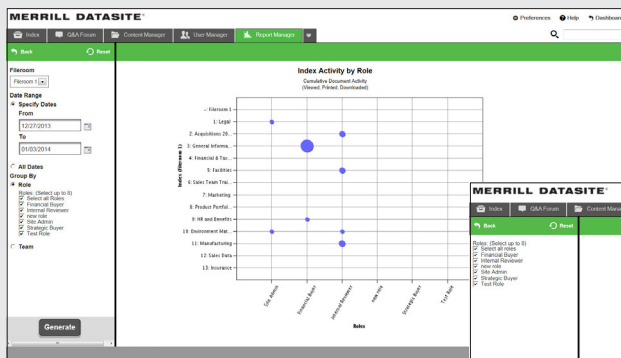 MERRILL DATASITE®
Preferences Help Dashboard
Index Q&A Forum Content Manager User Manager Report Manager
Back Reset
Fileroom
Fileroom 1
Date Range
Specify Dates
From
12/27/2013
To
01/03/2014
All Dates
Group By
Role
Roles: (Select up to 8)
Select all Roles
Financial Buyer
Internal Reviewer
new role
Site Admin
Strategic Buyer
Test Role
Team
Generate
Index Activity by Role
Cumulative Document Activity
(Viewed, Printed, Downloaded)
Index (Fileroom 1)
-: Fileroom 1
1: Legal
2: Acquisitions 20...
3: General Informa...
4: Financial & Tax...
5: Facilities
6: Sales Team Trai...
7: Marketing
8: Product Portfol...
9: HR and Benefits
10: Environment Mat...
11: Manufacturing
12: Sales Data
13: Insurance
Site Admin
Financial Buyer
Internal Reviewer
new role
Strategic Buyer
Test Role
Roles
MERRILL DATASITE®
Index Q&A Forum Content Mana
Back Reset
Roles: (Select up to 8)
Select all roles
Financial Buyer
Internal Reviewer
new role
Site Admin
Strategic Buyer
Test Role